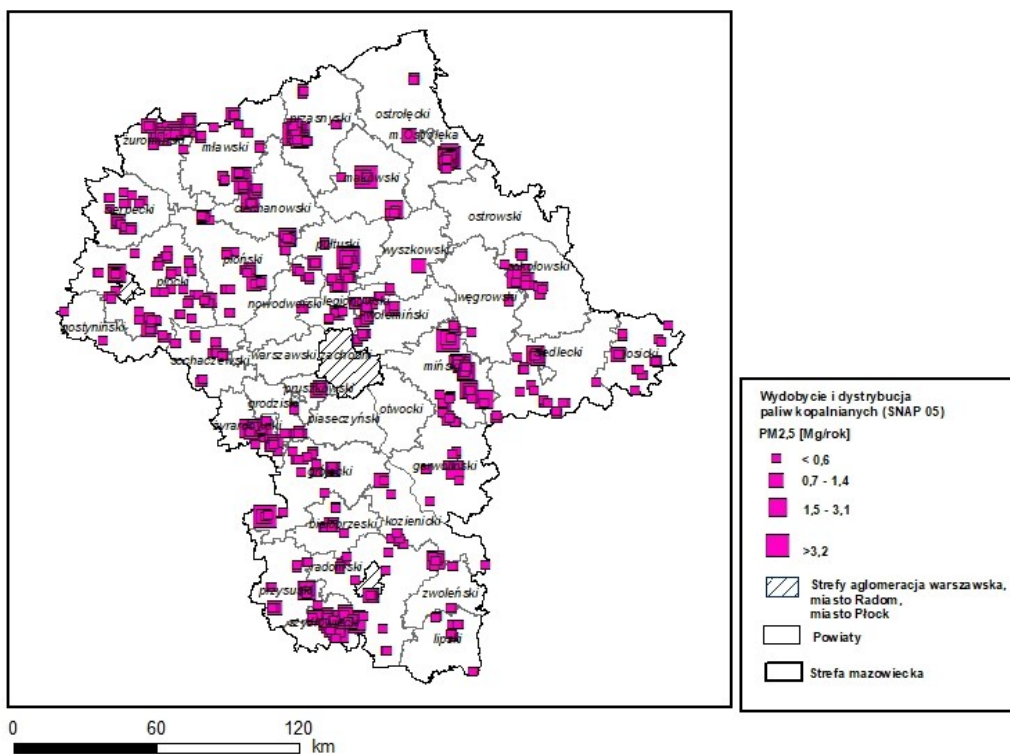 ostrołęcki
przasnyski
m. Ostrołęka
żuromiński
mławski
makowski
sierpecki
ciechanowski
ostrowski
pułtuski
wyszkowski
płoński
sokołowski
płocki
węgrowski
nowodworski
legionowski
wołomiński
gostyniński
sochaczewski
warszawski zachodni
siedlecki
łosicki
miński
pruszkowski
grodziski
otwocki
piaseczyński
żyrardowski
grójecki
garwoliński
białobrzeski
kozienicki
radomski
przysuski
zwoleński
szydłowiecki
lipski
Wydobycie i dystrybucja
paliw kopalnianych (SNAP 05)
PM2,5 [Mg/rok]
< 0,6
0,7 - 1,4
1,5 - 3,1
>3,2
Strefy aglomeracja warszawska,
miasto Radom,
miasto Płock
Powiaty
Strefa mazowiecka
0 60 120
km